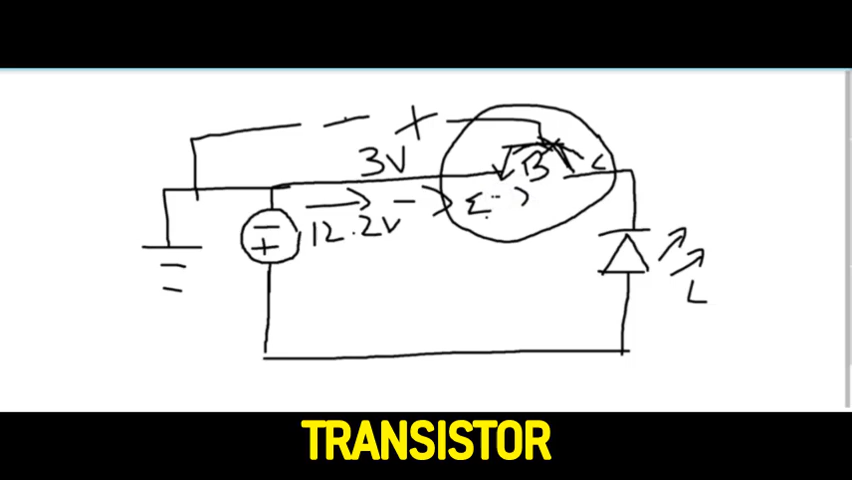 - +
3V
B C
12.2V - E
- +
L
TRANSISTOR